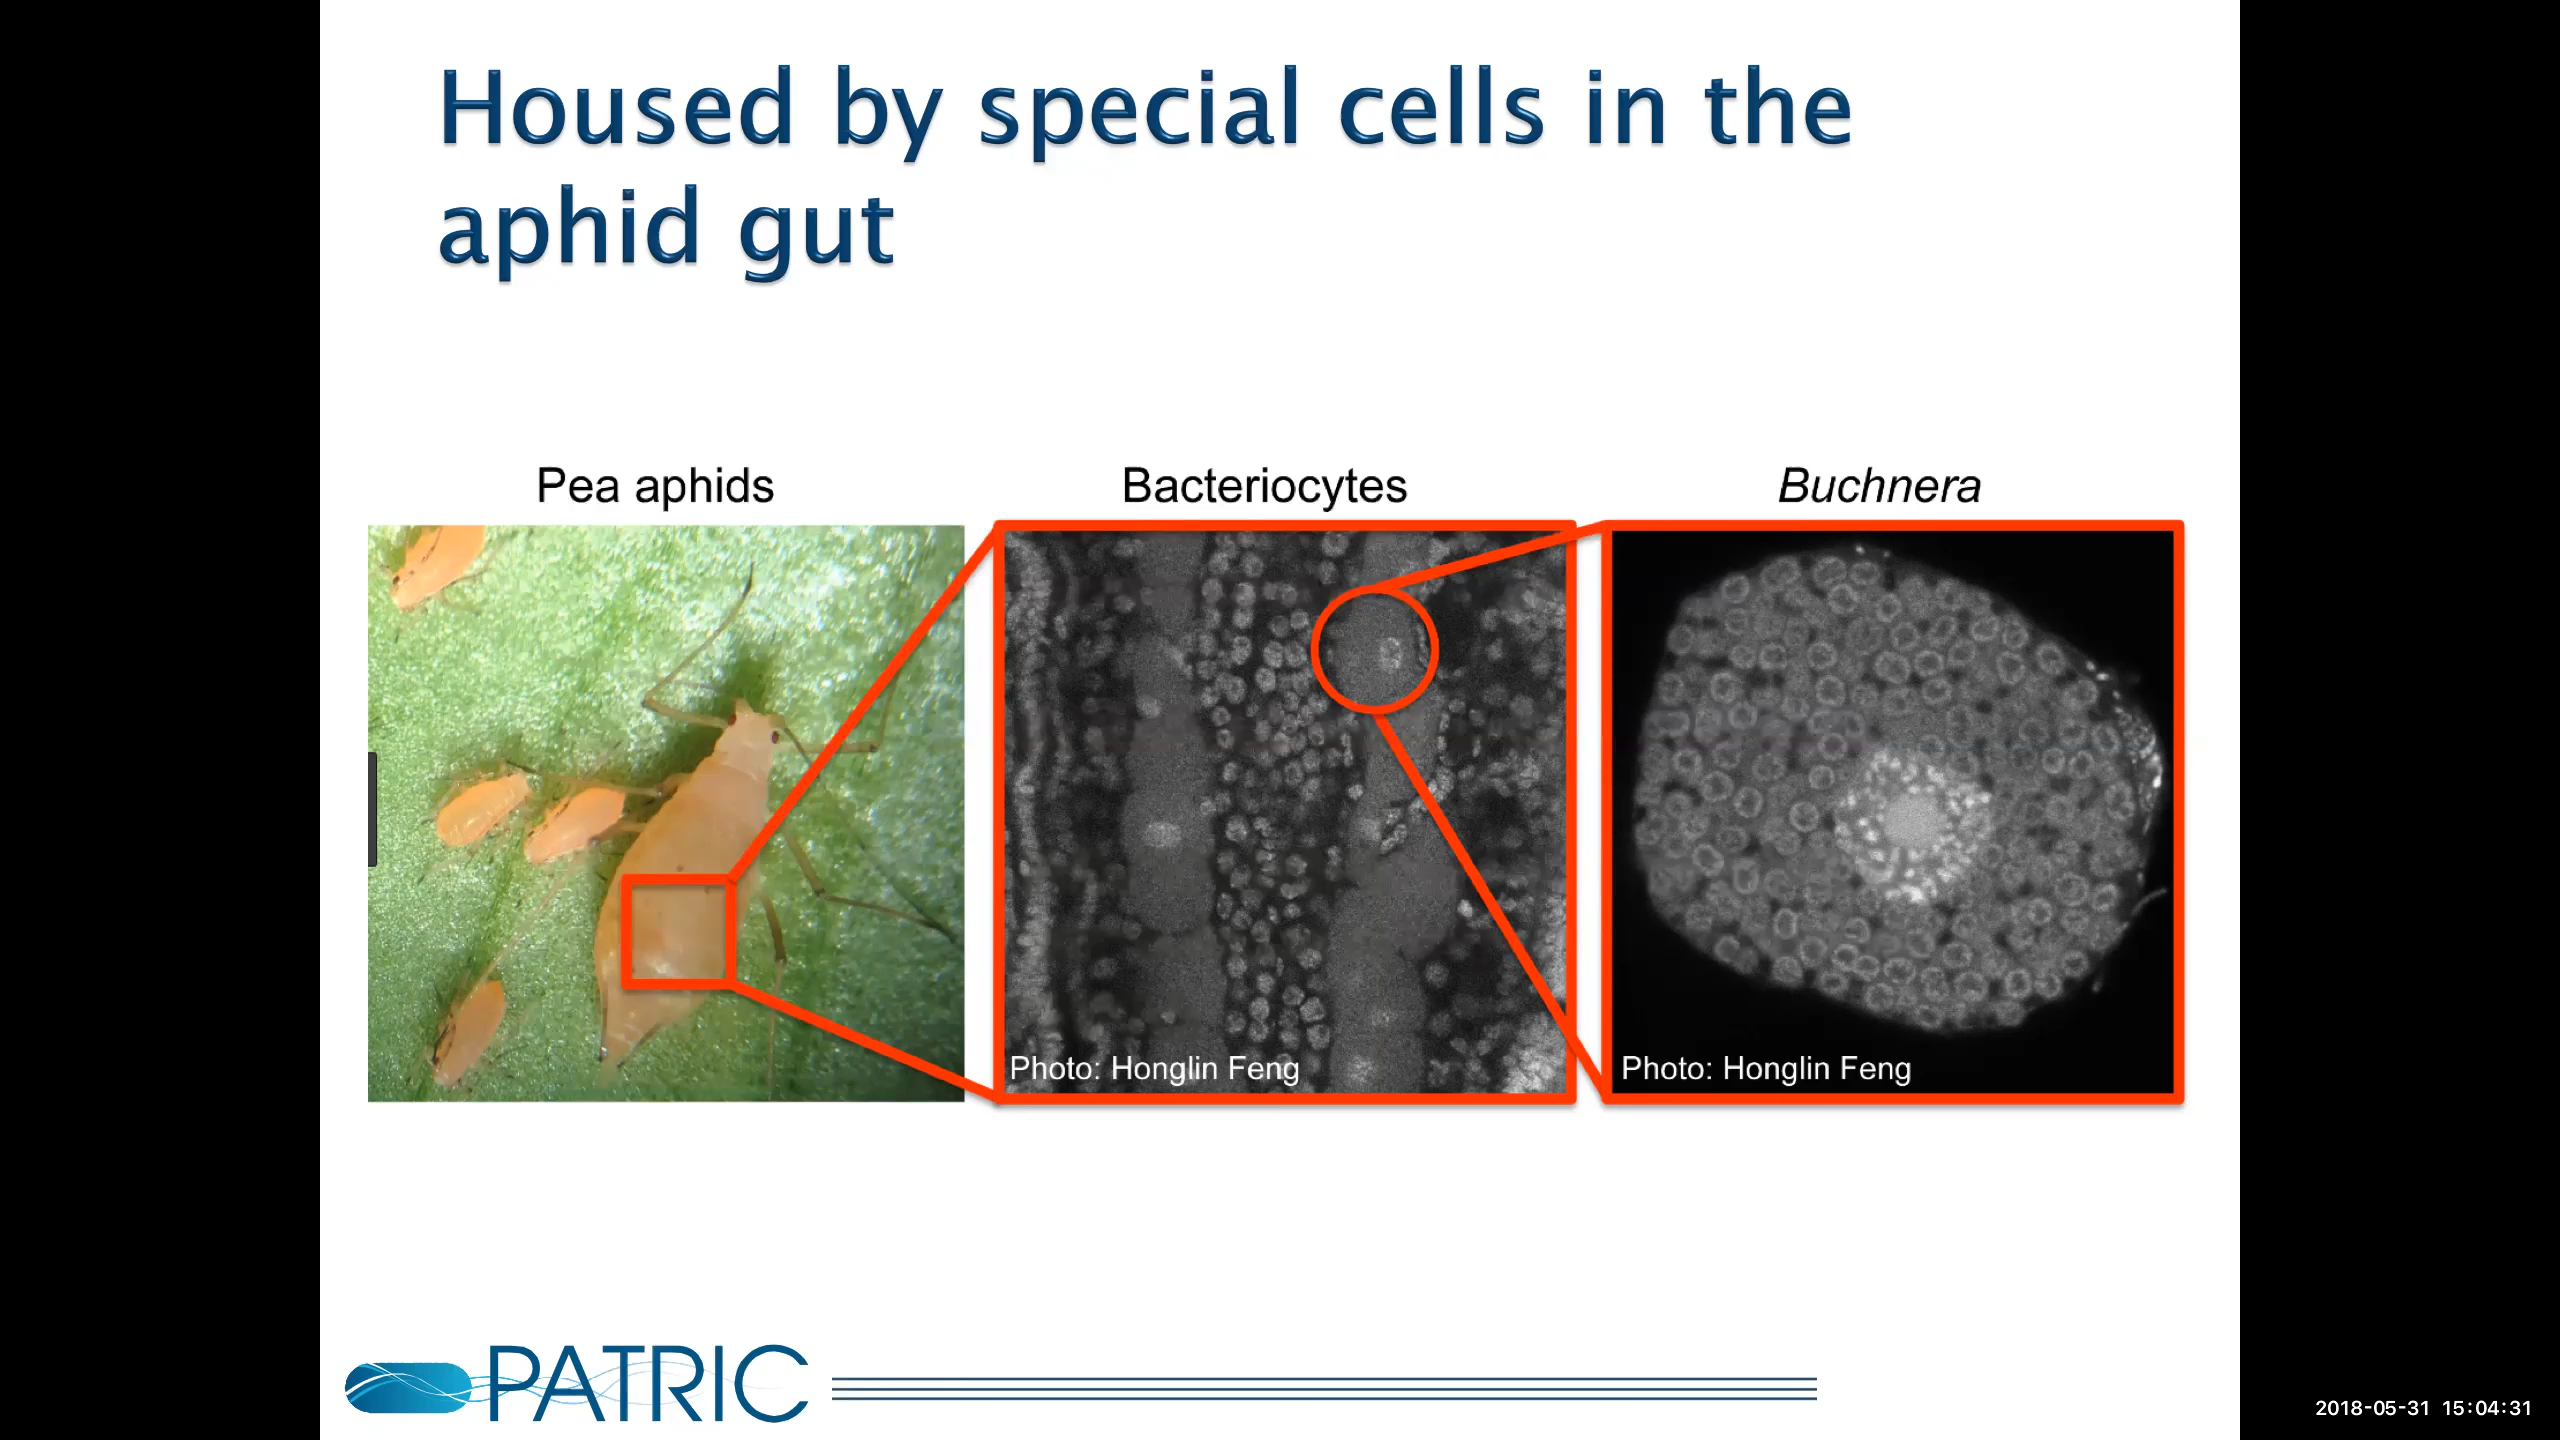 Housed by special cells in the
aphid gut
Pea aphids
Bacteriocytes
Buchnera
Photo: Honglin Feng
Photo: Honglin Feng
PATRIC
2018-05-31 15:04:31